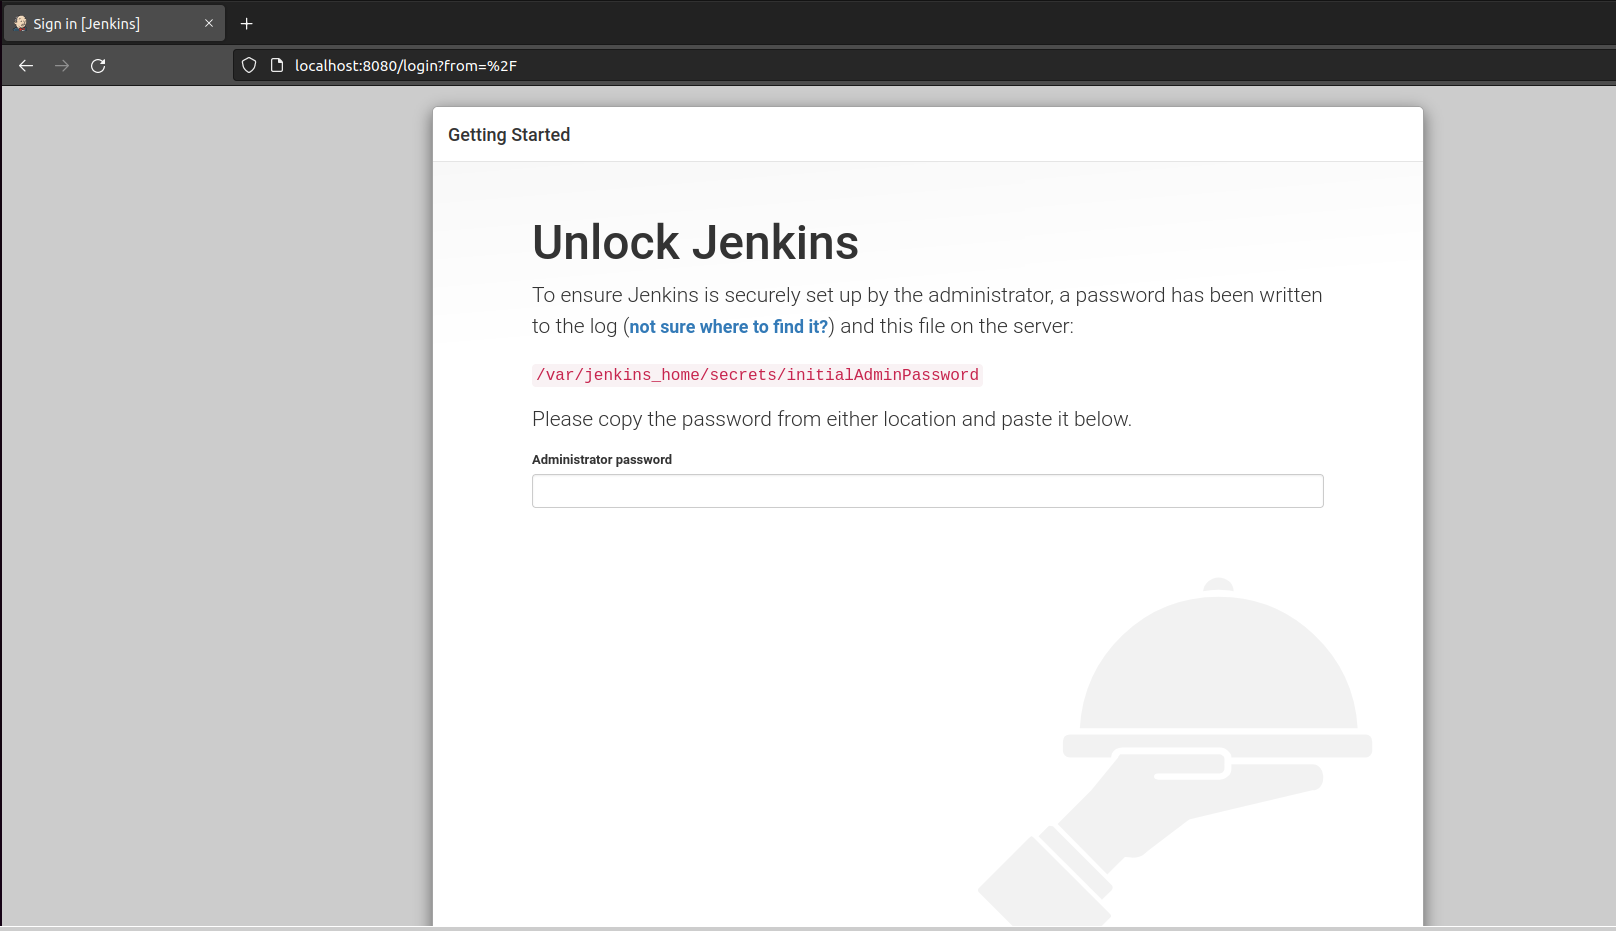 Sign in [Jenkins]
localhost:8080/login?from=%2F
Getting Started
Unlock Jenkins
To ensure Jenkins is securely set up by the administrator, a password has been written
to the log (not sure where to find it?) and this file on the server:
/var/jenkins_home/secrets/initialAdminPassword
Please copy the password from either location and paste it below.
Administrator password